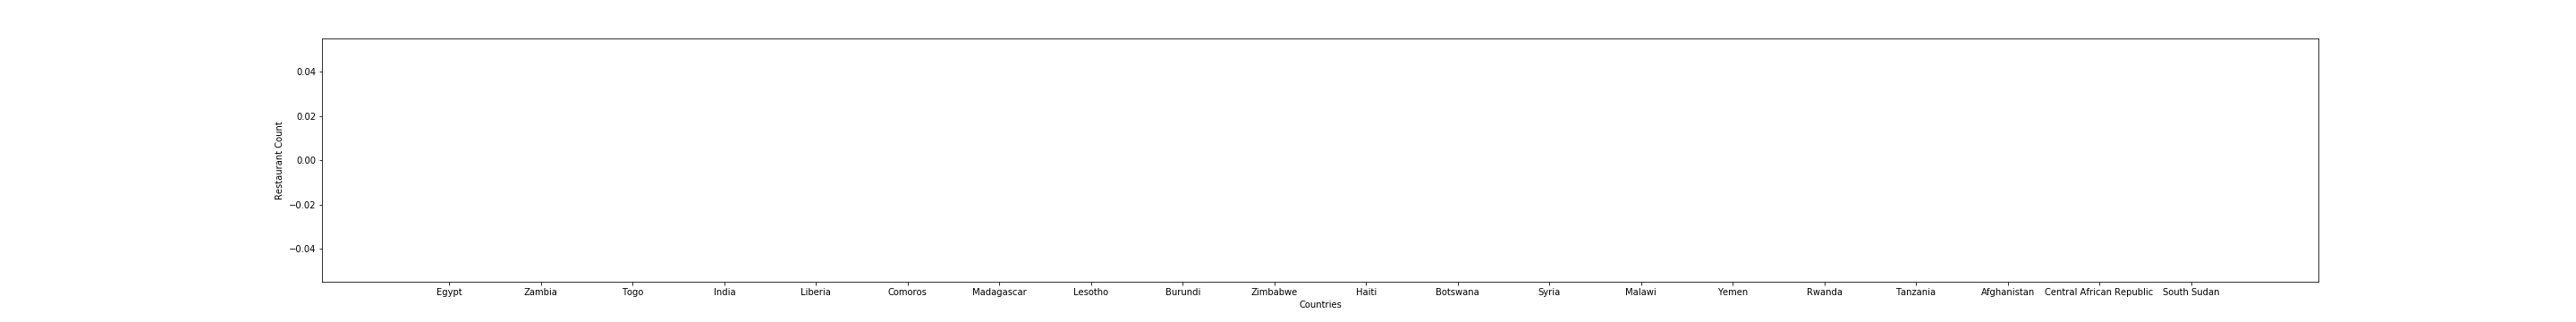 0.04
0.02
0.00
−0.02
−0.04
Restaurant Count
Egypt Zambia Togo India Liberia Comoros Madagascar Lesotho Burundi Zimbabwe Haiti Botswana Syria Malawi Yemen Rwanda Tanzania Afghanistan Central African Republic South Sudan
Countries